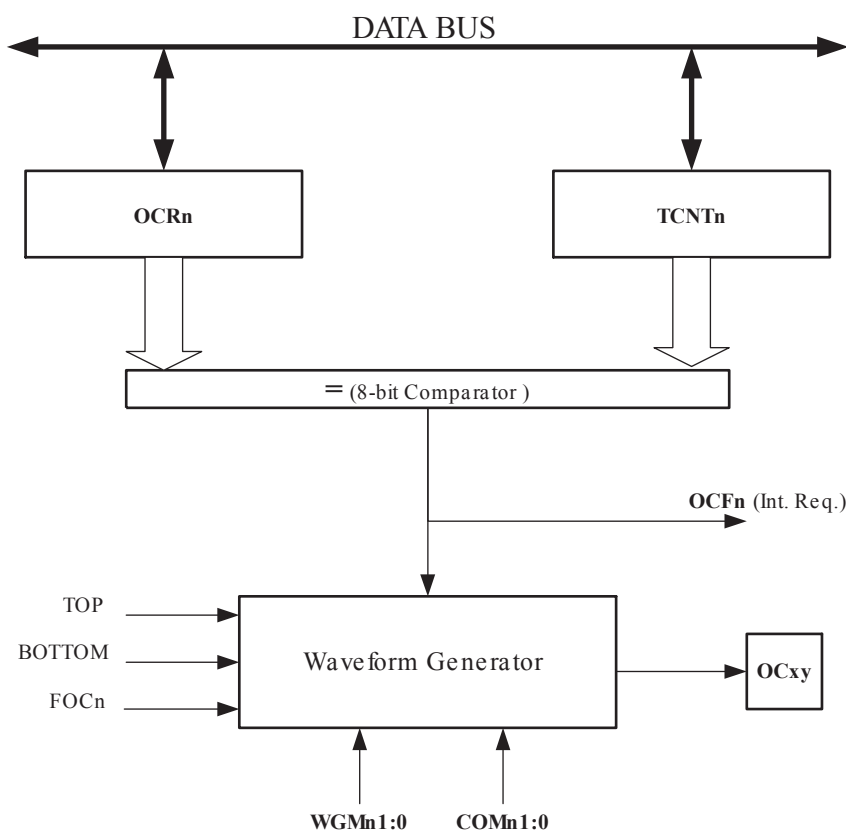 DATA BUS
OCRn
TCNTn
= (8-bit Comparator )
OCFn (Int. Req.)
TOP
BOTTOM
FOCn
Waveform Generator
OCxy
WGMn1:0
COMn1:0